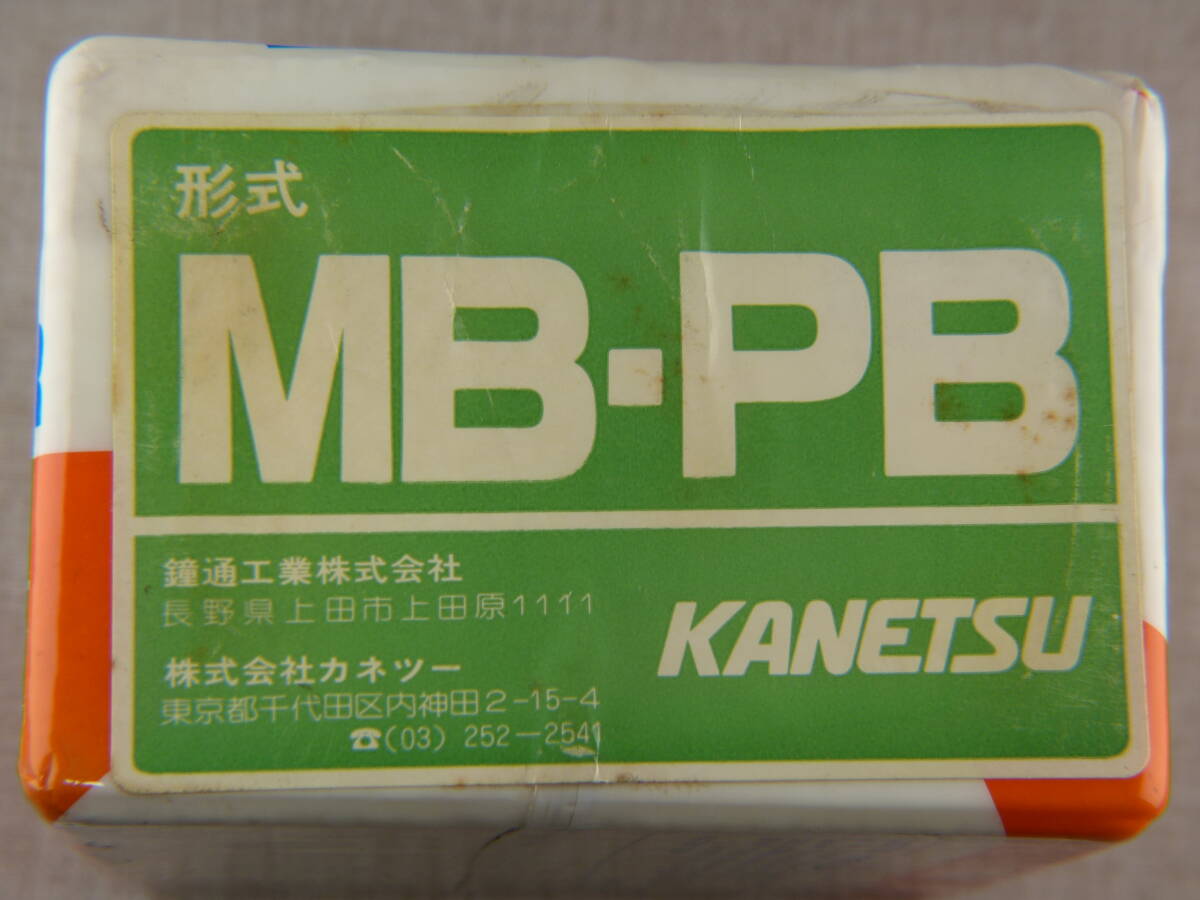 形式
MB-PB
鐘通工業株式会社
長野県上田市上田原1111
株式会社カネツー
東京都千代田区内神田2-15-4
☎(03) 252-2541
KANETSU